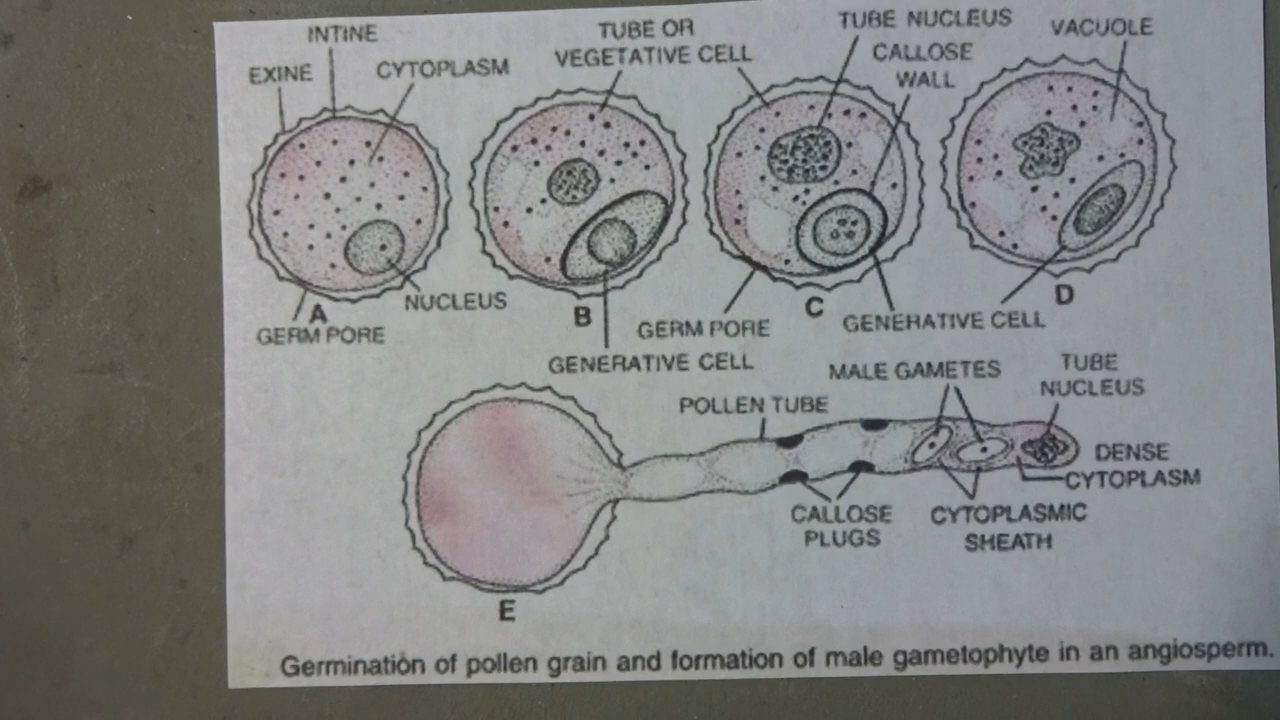 INTINE
EXINE
CYTOPLASM
TUBE OR
VEGETATIVE CELL
TUBE NUCLEUS
CALLOSE
WALL
VACUOLE
NUCLEUS
A
GERM PORE
B
GENERATIVE CELL
GERM PORE
C
GENERATIVE CELL
D
MALE GAMETES
TUBE
NUCLEUS
POLLEN TUBE
DENSE
CYTOPLASM
CALLOSE
PLUGS
CYTOPLASMIC
SHEATH
E
Germination of pollen grain and formation of male gametophyte in an angiosperm.